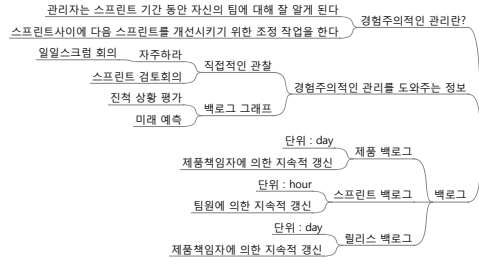 관리자는 스프린트 기간 동안 자신의 팀에 대해 잘 알게 된다
경험주의적인 관리란?
스프린트사이에 다음 스프린트를 개선시키기 위한 조정 작업을 한다
일일스크럼 회의
자주하라
직접적인 관찰
스프린트 검토회의
경험주의적인 관리를 도와주는 정보
진척 상황 평가
백로그 그래프
미래 예측
단위 : day
제품 백로그
제품책임자에 의한 지속적 갱신
단위 : hour
스프린트 백로그
백로그
팀원에 의한 지속적 갱신
단위 : day
릴리스 백로그
제품책임자에 의한 지속적 갱신